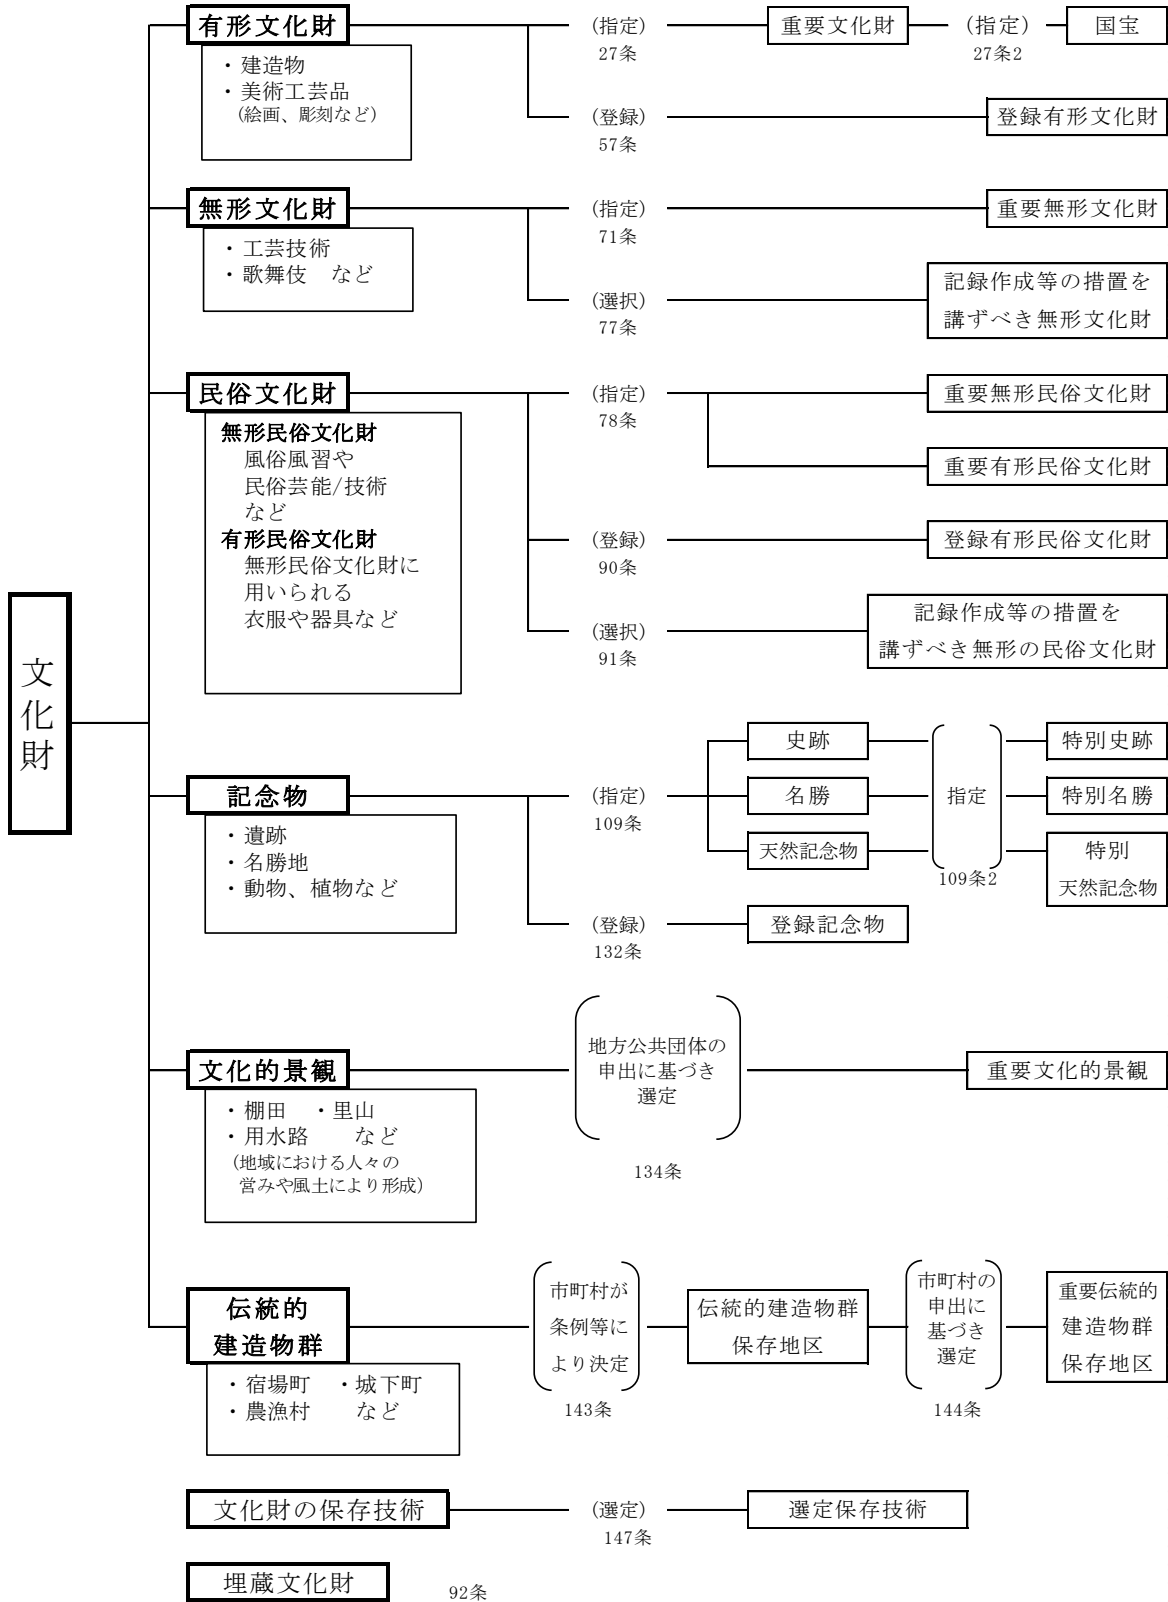 文化財
有形文化財
・建造物
・美術工芸品
(絵画、彫刻など)
(指定)
27条
重要文化財
(指定)
27条2
国宝
(登録)
57条
登録有形文化財
無形文化財
・工芸技術
・歌舞伎 など
(指定)
71条
重要無形文化財
(選択)
77条
記録作成等の措置を
講ずべき無形文化財
民俗文化財
無形民俗文化財
風俗風習や
民俗芸能/技術
など
有形民俗文化財
無形民俗文化財に
用いられる
衣服や器具など
(指定)
78条
重要無形民俗文化財
重要有形民俗文化財
(登録)
90条
登録有形民俗文化財
(選択)
91条
記録作成等の措置を
講ずべき無形の民俗文化財
記念物
・遺跡
・名勝地
・動物、植物など
(指定)
109条
史跡
名勝
天然記念物
指定
109条2
特別史跡
特別名勝
特別
天然記念物
(登録)
132条
登録記念物
文化的景観
・棚田 ・里山
・用水路 など
(地域における人々の
営みや風土により形成)
地方公共団体の
申出に基づき
選定
134条
重要文化的景観
伝統的
建造物群
・宿場町 ・城下町
・農漁村 など
市町村が
条例等に
より決定
143条
伝統的建造物群
保存地区
市町村の
申出に
基づき
選定
144条
重要伝統的
建造物群
保存地区
文化財の保存技術
(選定)
147条
選定保存技術
埋蔵文化財
92条